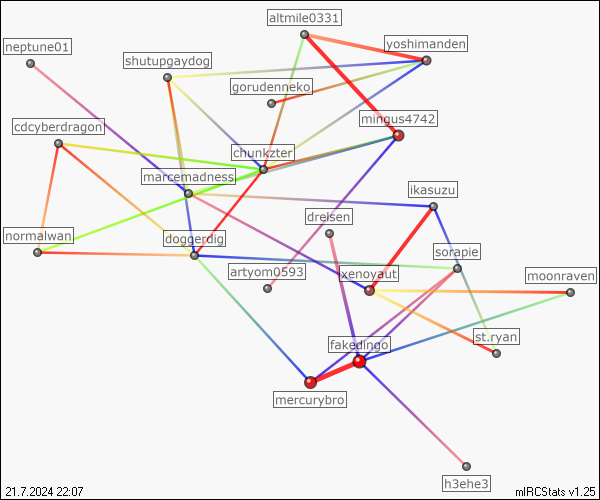 altmile0331
neptune01
yoshimanden
shutupgaydog
gorudenneko
mingus4742
cdcyberdragon
chunkzter
marcemadness
ikasuzu
drelsen
normalwan
doggerdig
sorapie
artyom0593
xenoyaut
moonraven
st.ryan
fakedingo
mercurybro
h3ehe3
21.7.2024 22:07
mIRCStats v1.25